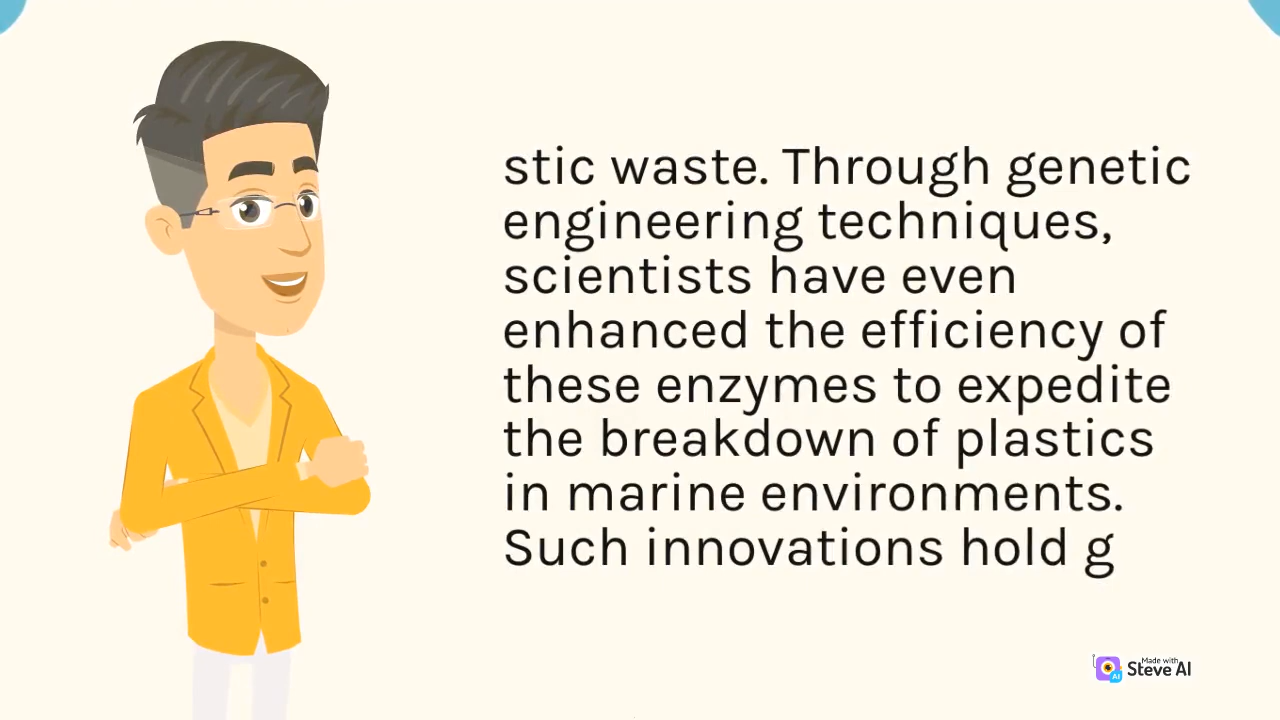 stic waste. Through genetic
engineering techniques,
scientists have even
enhanced the efficiency of
these enzymes to expedite
the breakdown of plastics
in marine environments.
Such innovations hold g
Made with
Steve AI
AI